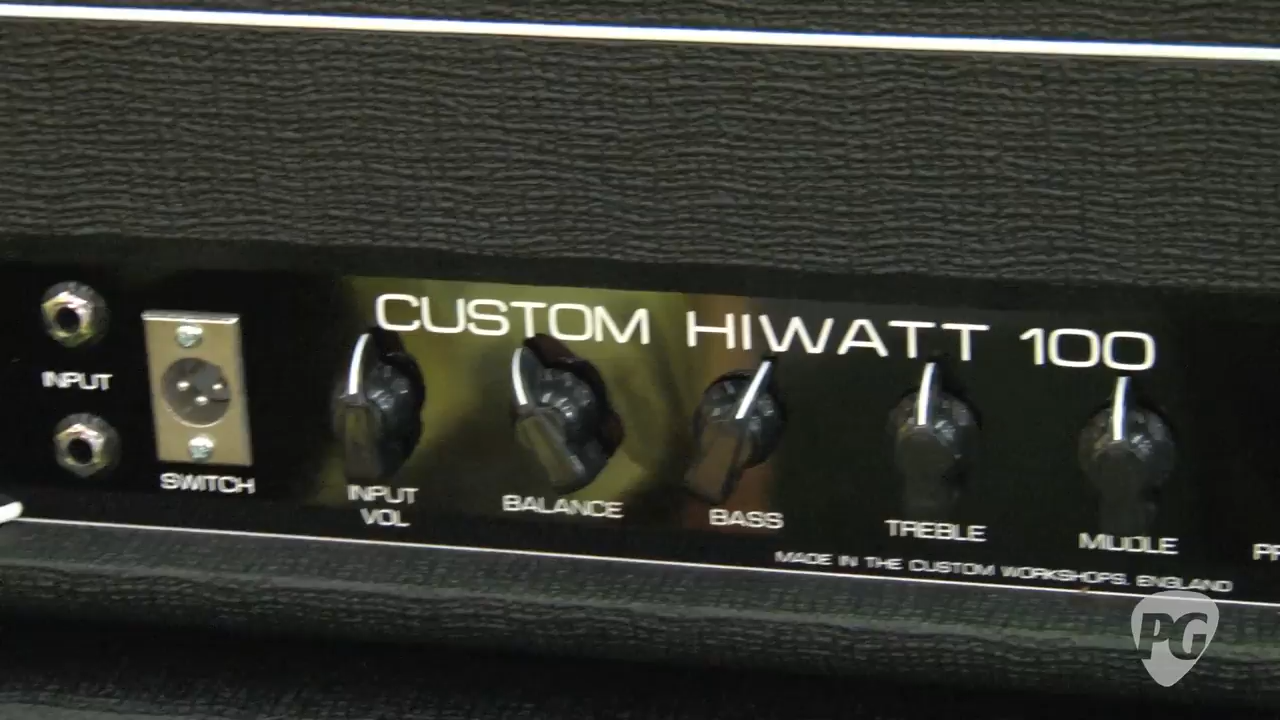 CUSTOM HIWATT 100
INPUT
SWITCH
INPUT
VOL
BALANCE
BASS
TREBLE
MIDDLE
MADE IN THE CUSTOM WORKSHOPS, ENGLAND
PG